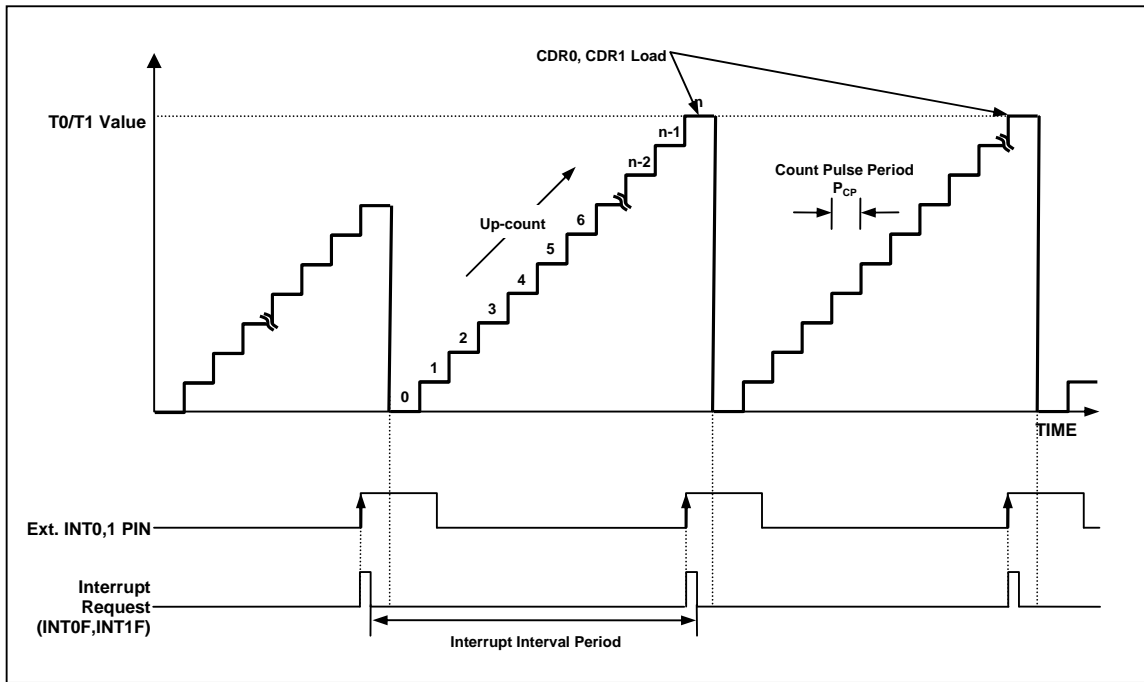 CDR0, CDR1 Load
n
T0/T1 Value
n-1
n-2
Count Pulse Period
PCP
Up-count
6
5
4
3
2
1
0
TIME
Ext. INT0,1 PIN
Interrupt
Request
(INT0F,INT1F)
Interrupt Interval Period